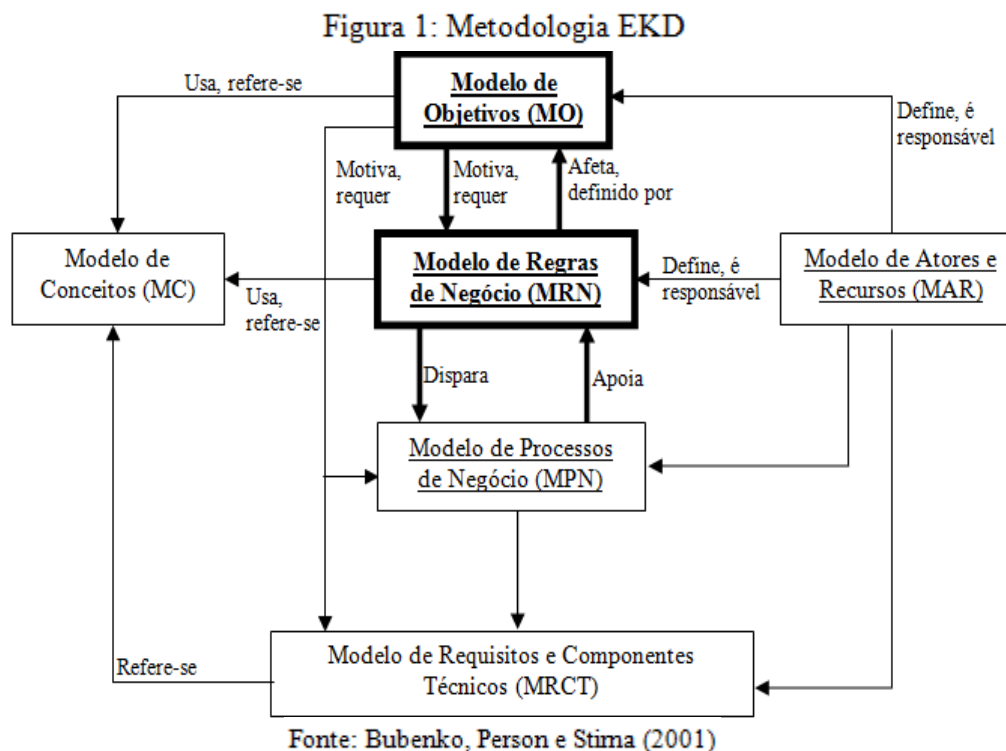 Figura 1: Metodologia EKD
Modelo de
Objetivos (MO)
Usa, refere-se
Define, é
responsável
Motiva,
requer
Motiva,
requer
Afeta,
definido por
Modelo de
Conceitos (MC)
Modelo de Regras
de Negócio (MRN)
Define, é
responsável
Modelo de Atores e
Recursos (MAR)
Usa,
refere-se
Dispara
Apoia
Modelo de Processos
de Negócio (MPN)
Modelo de Requisitos e Componentes
Técnicos (MRCT)
Refere-se
Fonte: Bubenko, Person e Stirna (2001)